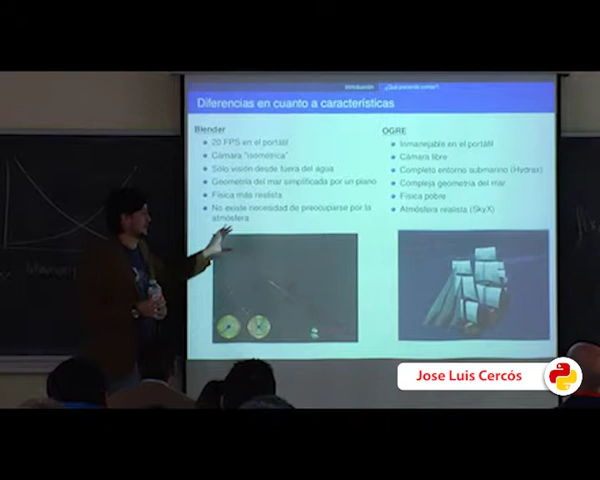 Introducción ¿Qué pretende contar?
Diferencias en cuanto a características
Blender
20 FPS en el portátil
Cámara "isométrica"
Sólo visión desde fuera del agua
Geometría del mar simplificada por un plano
Física más realista
No existe necesidad de preocuparse por la
atmósfera
OGRE
Inmanejable en el portátil
Cámara libre
Completo entorno submarino (Hydrax)
Compleja geometría del mar
Física pobre
Atmósfera realista (SkyX)
Jose Luis Cercós